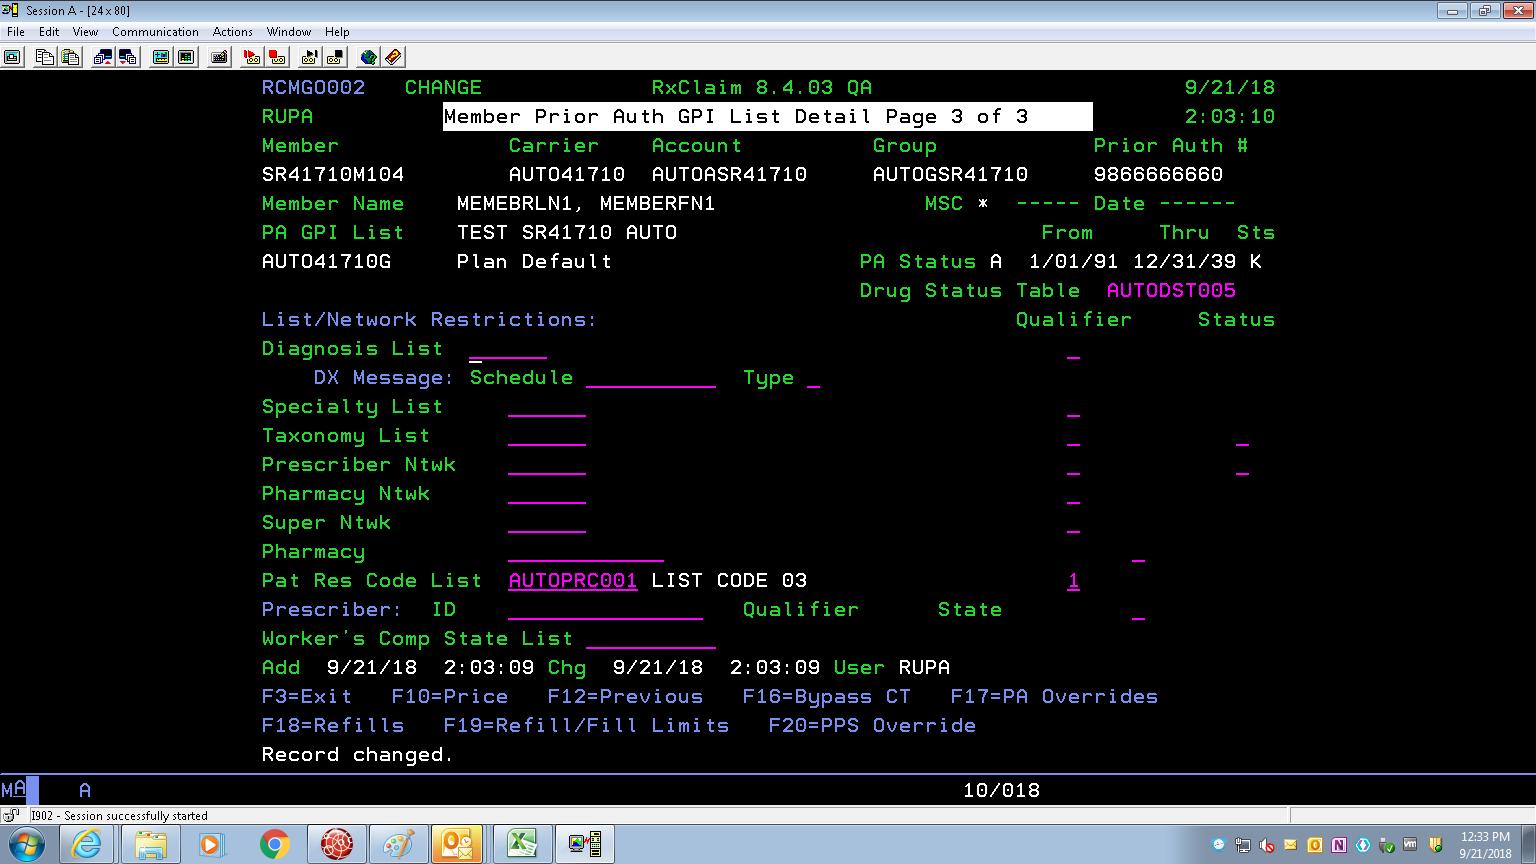 Session A - [24 x 80]
File Edit View Communication Actions Window Help
RCMGO002 CHANGE RxClaim 8.4.03 QA 9/21/18
RUPA Member Prior Auth GPI List Detail Page 3 of 3 2:03:10
Member Carrier Account Group Prior Auth #
SR41710M104 AUTO41710 AUTOASR41710 AUTOGSR41710 9866666660
Member Name MEMEBRLN1, MEMBERFN1 MSC * ----- Date ------
PA GPI List TEST SR41710 AUTO From Thru Sts
AUTO41710G Plan Default PA Status A 1/01/91 12/31/39 K
Drug Status Table AUTODST005
List/Network Restrictions: Qualifier Status
Diagnosis List
DX Message: Schedule Type
Specialty List
Taxonomy List
Prescriber Ntwk
Pharmacy Ntwk
Super Ntwk
Pharmacy
Pat Res Code List AUTOPRC001 LIST CODE 03 1
Prescriber: ID Qualifier State
Worker's Comp State List
Add 9/21/18 2:03:09 Chg 9/21/18 2:03:09 User RUPA
F3=Exit F10=Price F12=Previous F16=Bypass CT F17=PA Overrides
F18=Refills F19=Refill/Fill Limits F20=PPS Override
Record changed.
MA A 10/018
I902 - Session successfully started
12:33 PM
9/21/2018